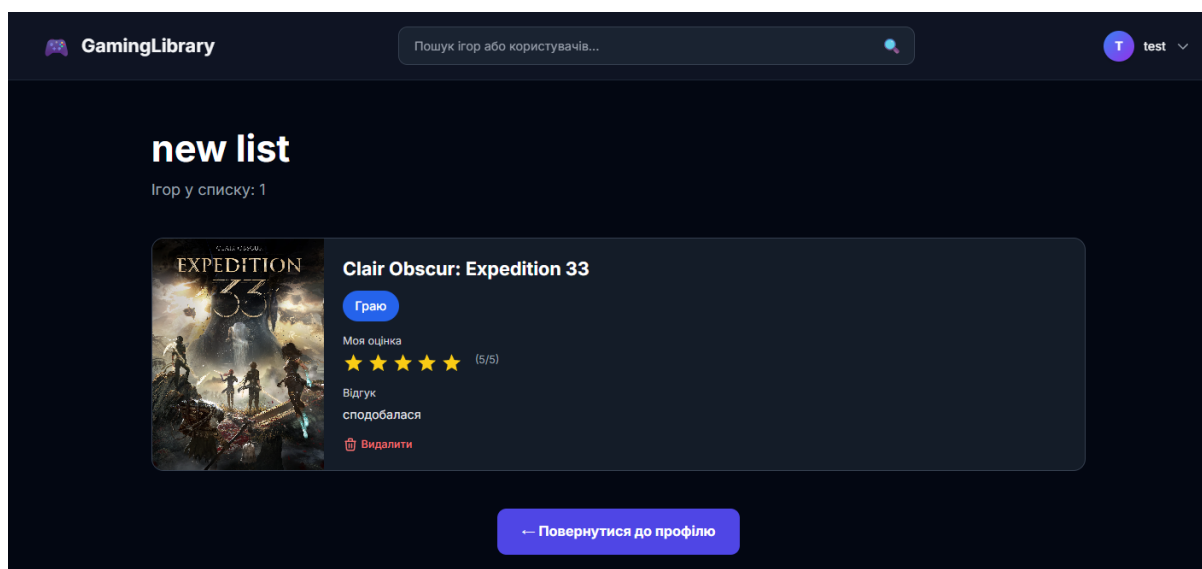 GamingLibrary
Пошук ігор або користувачів...
T
test
new list
Ігор у списку: 1
CLAIR OBSCUR:
EXPEDITION
33
Clair Obscur: Expedition 33
Граю
Моя оцінка
(5/5)
Відгук
сподобалася
Видалити
← Повернутися до профілю